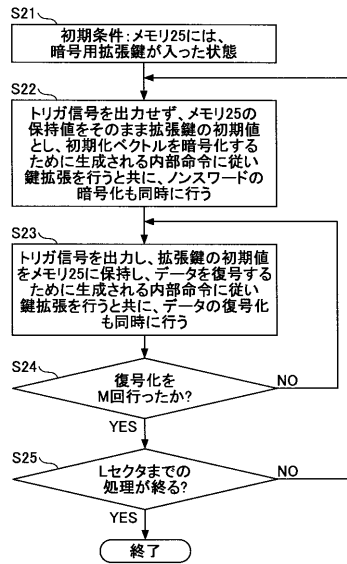 S21
初期条件:メモリ25には、
暗号用拡張鍵が入った状態
S22
トリガ信号を出力せず、メモリ25の
保持値をそのまま拡張鍵の初期値
とし、初期化ベクトルを暗号化する
ために生成される内部命令に従い
鍵拡張を行うと共に、ノンスワードの
暗号化も同時に行う
S23
トリガ信号を出力し、拡張鍵の初期値
をメモリ25に保持し、データを復号する
ために生成される内部命令に従い
鍵拡張を行うと共に、データの復号化
も同時に行う
S24
復号化を
M回行ったか?
NO
YES
S25
Lセクタまでの
処理が終る?
NO
YES
終了